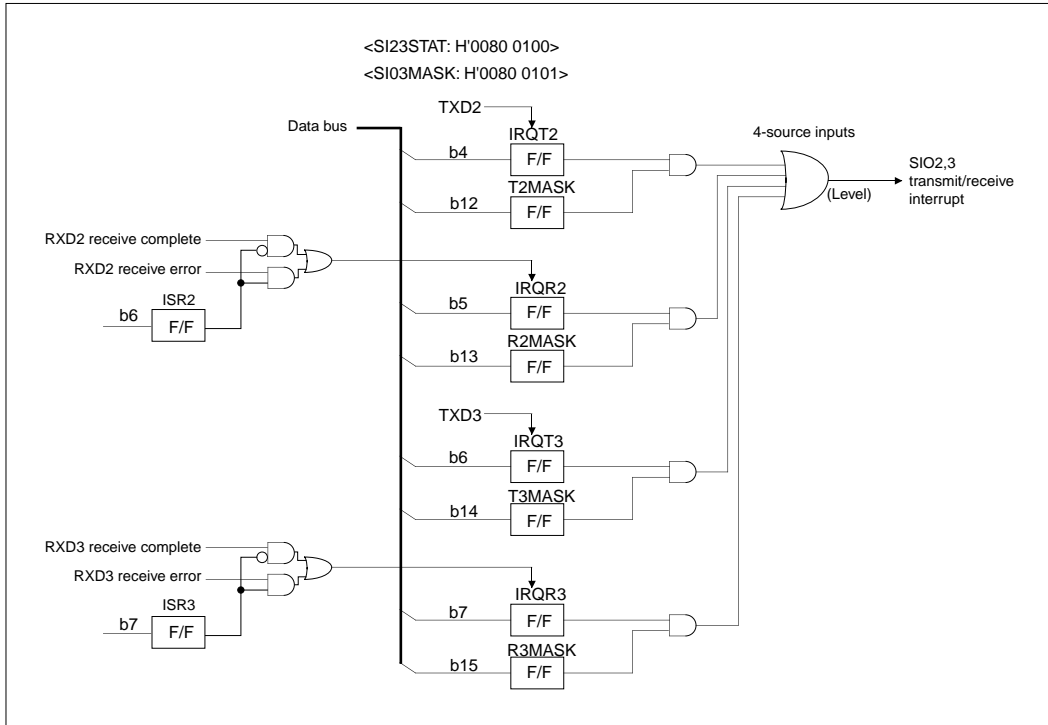 <SI23STAT: H'0080 0100>
<SI03MASK: H'0080 0101>
TXD2
Data bus
IRQT2
4-source inputs
b4
F/F
T2MASK
b12
F/F
(Level)
SIO2,3
transmit/receive
interrupt
RXD2 receive complete
RXD2 receive error
ISR2
b6
F/F
IRQR2
b5
F/F
R2MASK
b13
F/F
TXD3
IRQT3
b6
F/F
T3MASK
b14
F/F
RXD3 receive complete
RXD3 receive error
ISR3
b7
F/F
IRQR3
b7
F/F
R3MASK
b15
F/F